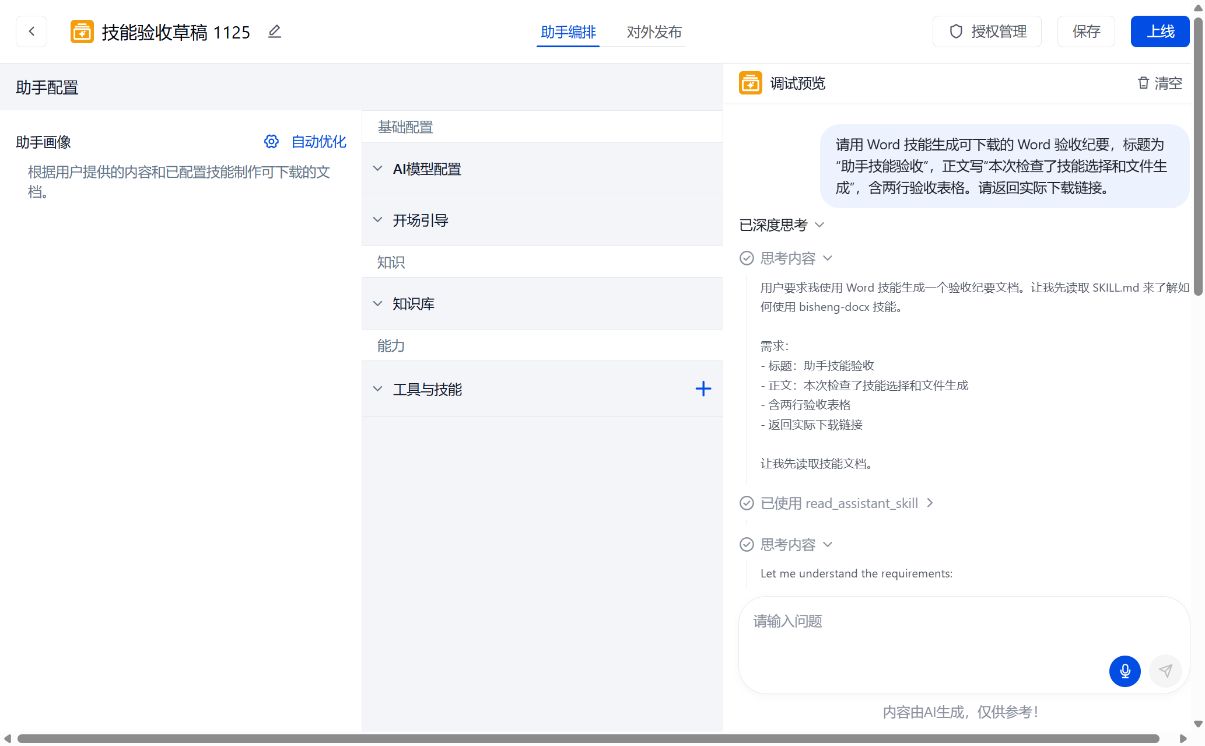 技能验收草稿 1125
助手编排
对外发布
授权管理
保存
上线
助手配置
助手画像
自动优化
根据用户提供的内容和已配置技能制作可下载的文
档。
基础配置
AI模型配置
开场引导
知识
知识库
能力
工具与技能
调试预览
清空
请用 Word 技能生成可下载的 Word 验收纪要，标题为
“助手技能验收”，正文写“本次检查了技能选择和文件生
成”，含两行验收表格。请返回实际下载链接。
已深度思考
思考内容
用户要求我使用 Word 技能生成一个验收纪要文档。让我先读取 SKILL.md 来了解如
何使用 bisheng-docx 技能。
需求：
- 标题：助手技能验收
- 正文：本次检查了技能选择和文件生成
- 含两行验收表格
- 返回实际下载链接
让我先读取技能文档。
已使用 read_assistant_skill
思考内容
Let me understand the requirements:
请输入问题
内容由AI生成，仅供参考！